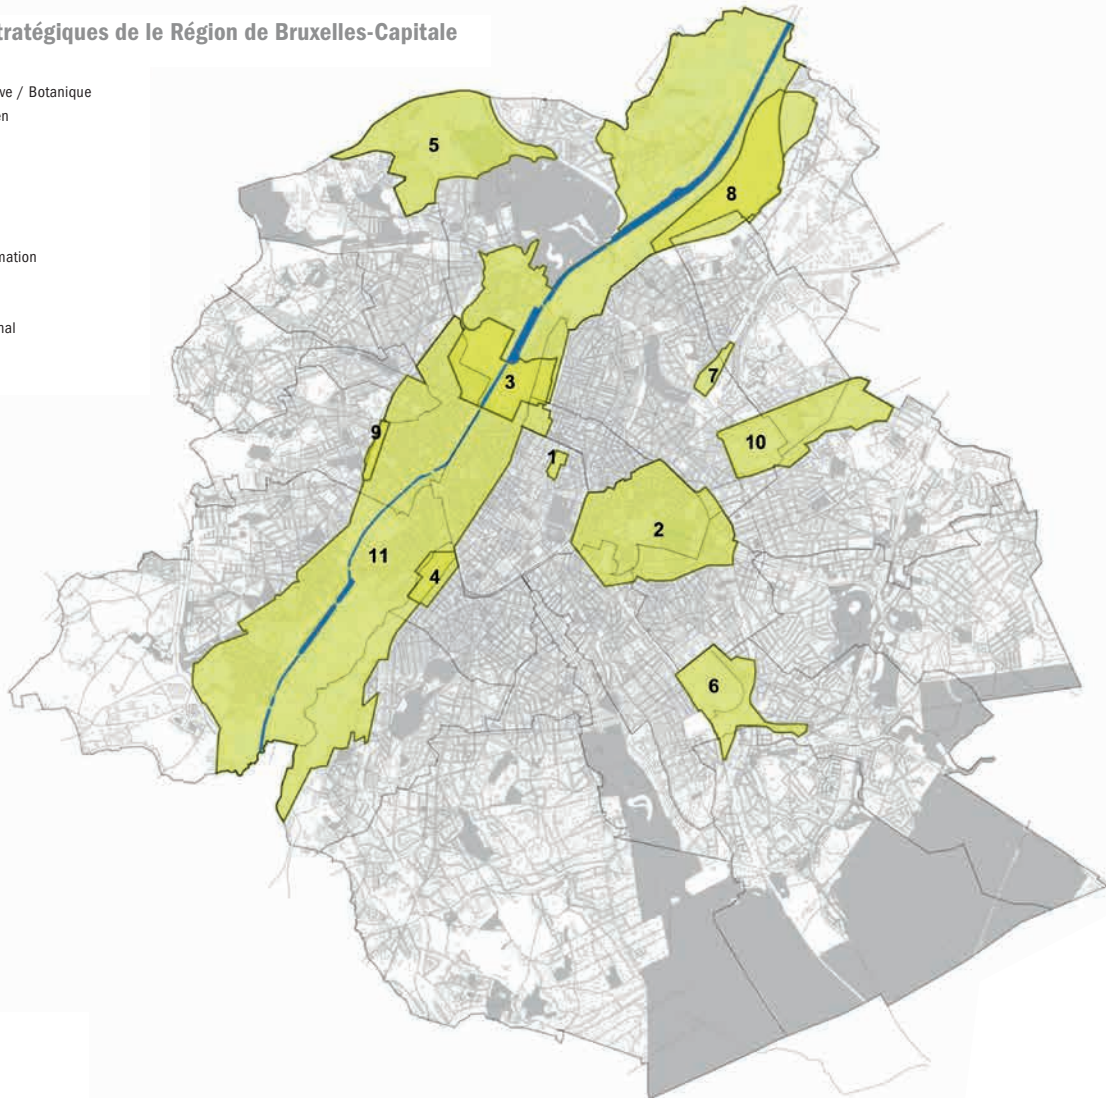 tratégiques de le Région de Bruxelles-Capitale
ve / Botanique
en
nation
nal
5
8
3
7
9
10
1
2
11
4
6